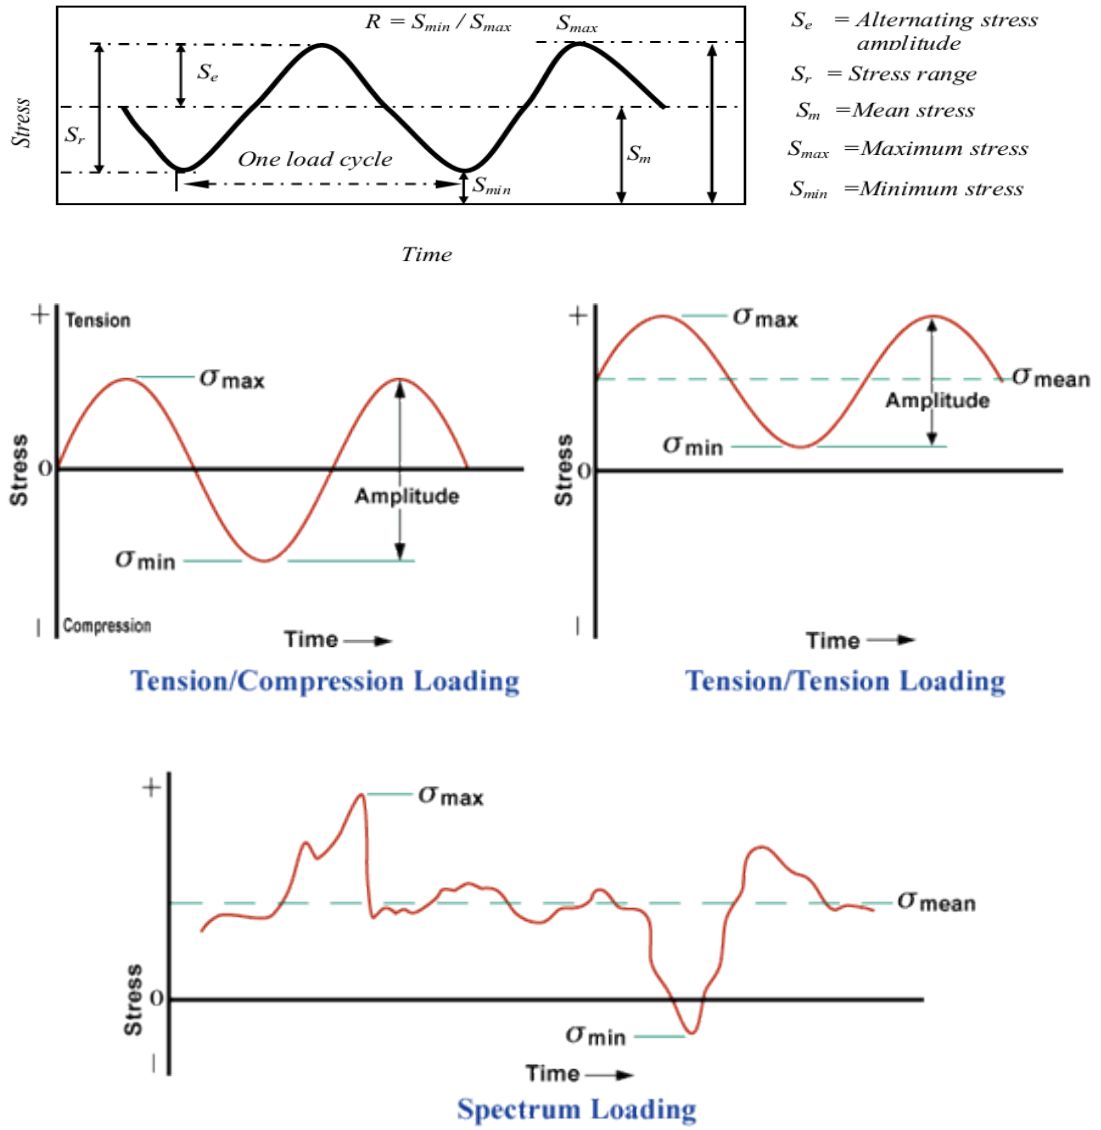 R = Smin / Smax
Smax
Se
Sr
Stress
One load cycle
Sm
Smin
Time
Se = Alternating stress
amplitude
Sr = Stress range
Sm =Mean stress
Smax =Maximum stress
Smin =Minimum stress
+ Tension
σmax
Stress
0
Amplitude
σmin
| Compression
Time
Tension/Compression Loading
+
σmax
σmean
Amplitude
σmin
Stress
0
|
Time
Tension/Tension Loading
+
σmax
σmean
Stress
0
σmin
|
Time
Spectrum Loading